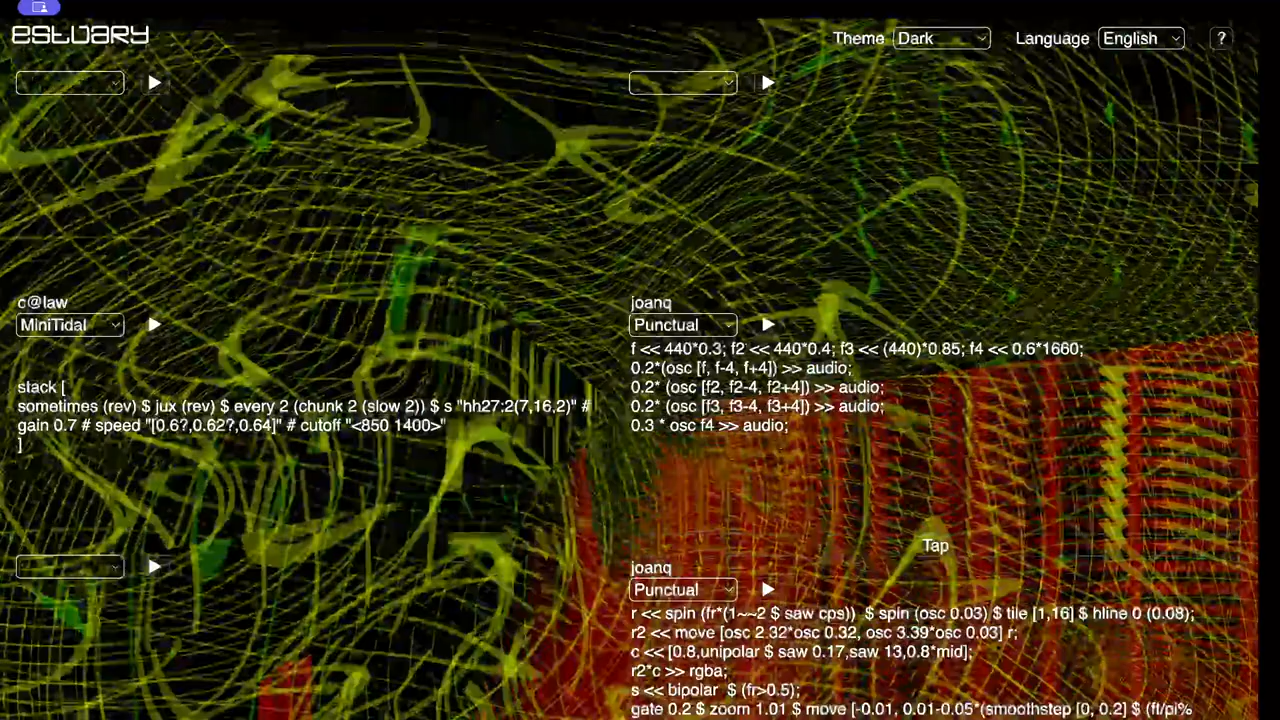 estuary
Theme Dark Language English ?
c@law
MiniTidal
stack [
sometimes (rev) $ jux (rev) $ every 2 (chunk 2 (slow 2)) $ s "hh27:2(7,16,2)" #
gain 0.7 # speed "[0.6?,0.62?,0.64]" # cutoff "<850 1400>"
]
joanq
Punctual
f << 440*0.3; f2 << 440*0.4; f3 << (440)*0.85; f4 << 0.6*1660;
0.2*(osc [f, f-4, f+4]) >> audio;
0.2* (osc [f2, f2-4, f2+4]) >> audio;
0.2* (osc [f3, f3-4, f3+4]) >> audio;
0.3 * osc f4 >> audio;
Tap
joanq
Punctual
r << spin (fr*(1~~2 $ saw cps))  $ spin (osc 0.03) $ tile [1,16] $ hline 0 (0.08);
r2 << move [osc 2.32*osc 0.32, osc 3.39*osc 0.03] r;
c << [0.8,unipolar $ saw 0.17,saw 13,0.8*mid];
r2*c >> rgba;
s << bipolar  $ (fr>0.5);
gate 0.2 $ zoom 1.01 $ move [-0.01, 0.01-0.05*(smoothstep [0, 0.2] $ (ft/pi%